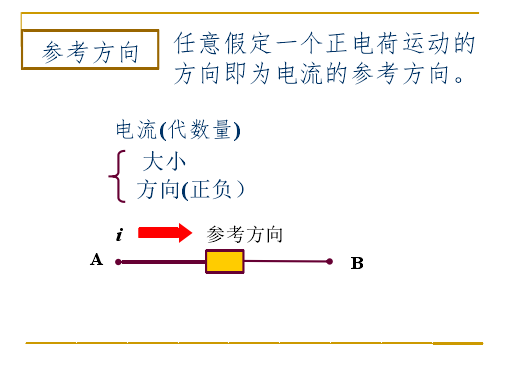 参考方向
任意假定一个正电荷运动的
方向即为电流的参考方向。
电流(代数量)
大小
方向(正负）
i 参考方向
A B